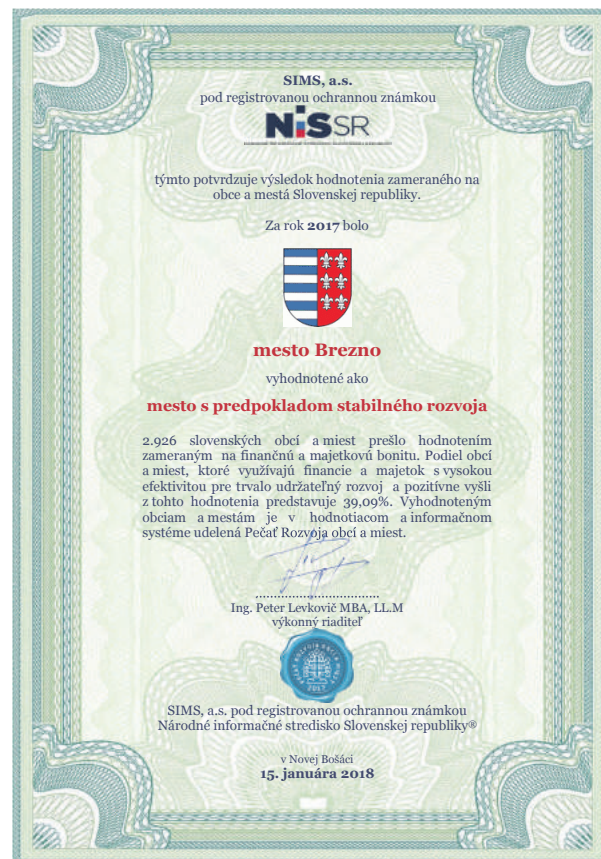 SIMS, a.s.
pod registrovanou ochrannou známkou
NiSSR
týmto potvrdzuje výsledok hodnotenia zameraného na
obce a mestá Slovenskej republiky.
Za rok 2017 bolo
mesto Brezno
vyhodnotené ako
mesto s predpokladom stabilného rozvoja
2.926 slovenských obcí a miest prešlo hodnotením
zameraným na finančnú a majetkovú bonitu. Podiel obcí
a miest, ktoré využívajú financie a majetok s vysokou
efektivitou pre trvalo udržateľný rozvoj a pozitívne vyšli
z tohto hodnotenia predstavuje 39,09%. Vyhodnoteným
obciam a mestám je v hodnotiacom a informačnom
systéme udelená Pečať Rozvoja obcí a miest.
....................................
Ing. Peter Levkovič MBA, LL.M
výkonný riaditeľ
2017
SIMS, a.s. pod registrovanou ochrannou známkou
Národné informačné stredisko Slovenskej republiky®
v Novej Bošáci
15. januára 2018